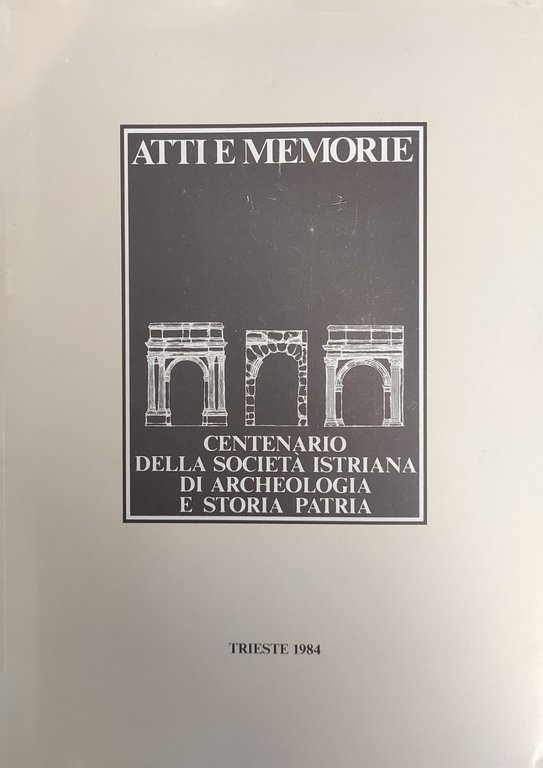 ATTI E MEMORIE
CENTENARIO
DELLA SOCIETÀ ISTRIANA
DI ARCHEOLOGIA
E STORIA PATRIA
TRIESTE 1984